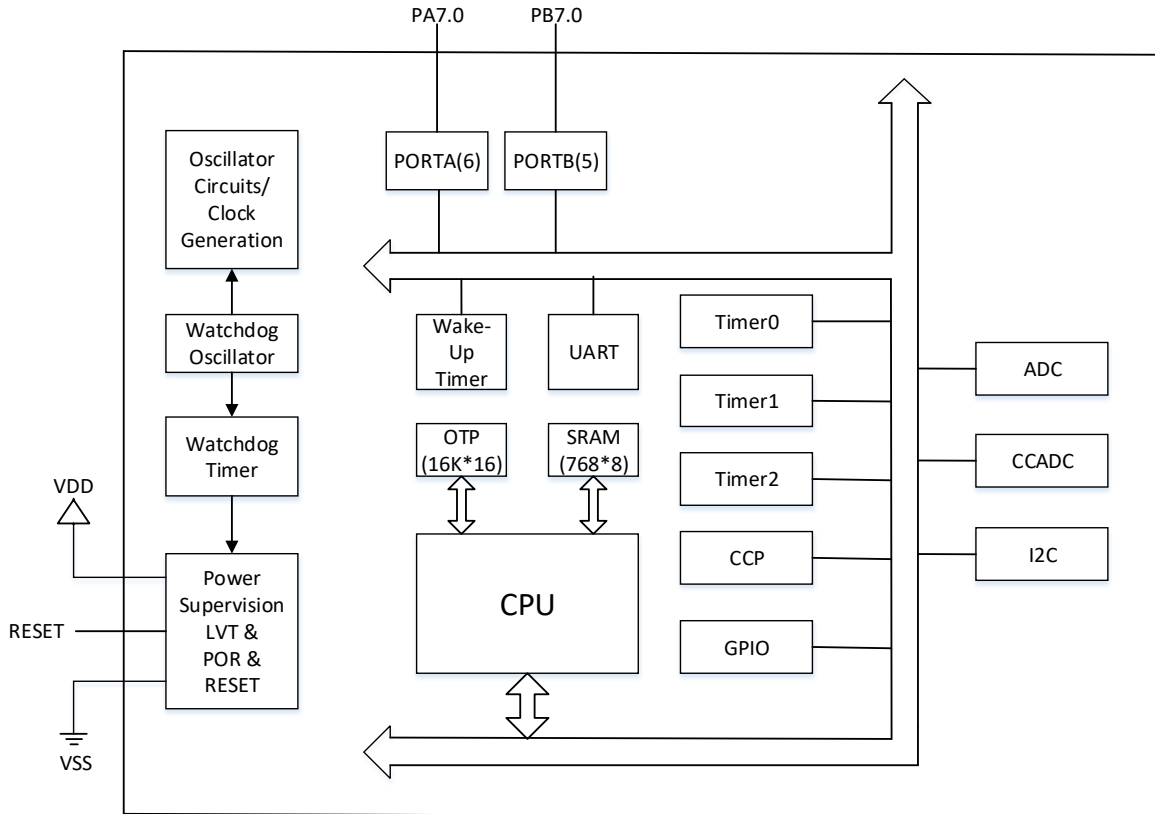 PA7.0
PB7.0
Oscillator
Circuits/
Clock
Generation
PORTA(6)
PORTB(5)
Watchdog
Oscillator
Wake-
Up
Timer
UART
Timer0
ADC
Timer1
Watchdog
Timer
OTP
(16K*16)
SRAM
(768*8)
CCADC
Timer2
VDD
Power
Supervision
LVT &
POR &
RESET
CPU
CCP
I2C
RESET
GPIO
VSS